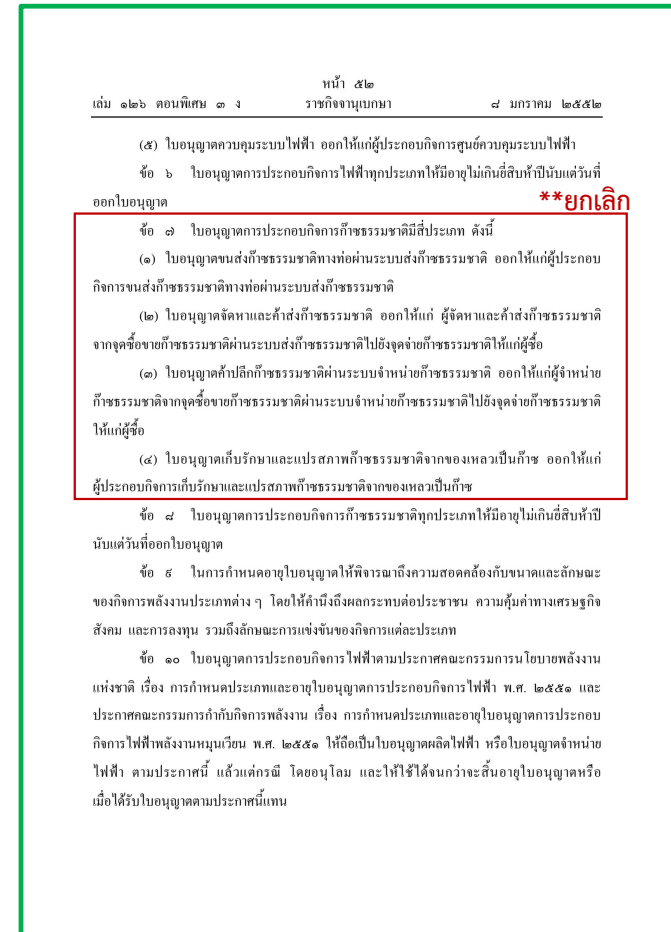 หน้า ๕๒
เล่ม ๑๒๖ ตอนพิเศษ ๓ ง ราชกิจจานุเบกษา ๘ มกราคม ๒๕๕๒
(๕) ใบอนุญาตควบคุมระบบไฟฟ้า ออกให้แก่ผู้ประกอบกิจการศูนย์ควบคุมระบบไฟฟ้า
ข้อ ๖ ใบอนุญาตการประกอบกิจการไฟฟ้าทุกประเภทให้มีอายุไม่เกินยี่สิบห้าปีนับแต่วันที่
ออกใบอนุญาต
**ยกเลิก
ข้อ ๗ ใบอนุญาตการประกอบกิจการก๊าซธรรมชาติมีสี่ประเภท ดังนี้
(๑) ใบอนุญาตขนส่งก๊าซธรรมชาติทางท่อผ่านระบบส่งก๊าซธรรมชาติ ออกให้แก่ผู้ประกอบ
กิจการขนส่งก๊าซธรรมชาติทางท่อผ่านระบบส่งก๊าซธรรมชาติ
(๒) ใบอนุญาตจัดหาและค้าส่งก๊าซธรรมชาติ ออกให้แก่ ผู้จัดหาและค้าส่งก๊าซธรรมชาติ
จากจุดซื้อขายก๊าซธรรมชาติผ่านระบบส่งก๊าซธรรมชาติไปยังจุดจ่ายก๊าซธรรมชาติให้แก่ผู้ซื้อ
(๓) ใบอนุญาตค้าปลีกก๊าซธรรมชาติผ่านระบบจำหน่ายก๊าซธรรมชาติ ออกให้แก่ผู้จำหน่าย
ก๊าซธรรมชาติจากจุดซื้อขายก๊าซธรรมชาติผ่านระบบจำหน่ายก๊าซธรรมชาติไปยังจุดจ่ายก๊าซธรรมชาติ
ให้แก่ผู้ซื้อ
(๔) ใบอนุญาตเก็บรักษาและแปรสภาพก๊าซธรรมชาติจากของเหลวเป็นก๊าซ ออกให้แก่
ผู้ประกอบกิจการเก็บรักษาและแปรสภาพก๊าซธรรมชาติจากของเหลวเป็นก๊าซ
ข้อ ๘ ใบอนุญาตการประกอบกิจการก๊าซธรรมชาติทุกประเภทให้มีอายุไม่เกินยี่สิบห้าปี
นับแต่วันที่ออกใบอนุญาต
ข้อ ๙ ในการกำหนดอายุใบอนุญาตให้พิจารณาถึงความสอดคล้องกับขนาดและลักษณะ
ของกิจการพลังงานประเภทต่าง ๆ โดยให้คำนึงถึงผลกระทบต่อประชาชน ความคุ้มค่าทางเศรษฐกิจ
สังคม และการลงทุน รวมถึงลักษณะการแข่งขันของกิจการแต่ละประเภท
ข้อ ๑๐ ใบอนุญาตการประกอบกิจการไฟฟ้าตามประกาศคณะกรรมการนโยบายพลังงาน
แห่งชาติ เรื่อง การกำหนดประเภทและอายุใบอนุญาตการประกอบกิจการไฟฟ้า พ.ศ. ๒๕๕๑ และ
ประกาศคณะกรรมการกำกับกิจการพลังงาน เรื่อง การกำหนดประเภทและอายุใบอนุญาตการประกอบ
กิจการไฟฟ้าพลังงานหมุนเวียน พ.ศ. ๒๕๕๑ ให้ถือเป็นใบอนุญาตผลิตไฟฟ้า หรือใบอนุญาตจำหน่าย
ไฟฟ้า ตามประกาศนี้ แล้วแต่กรณี โดยอนุโลม และให้ใช้ได้จนกว่าจะสิ้นอายุใบอนุญาตหรือ
เมื่อได้รับใบอนุญาตตามประกาศนี้แทน